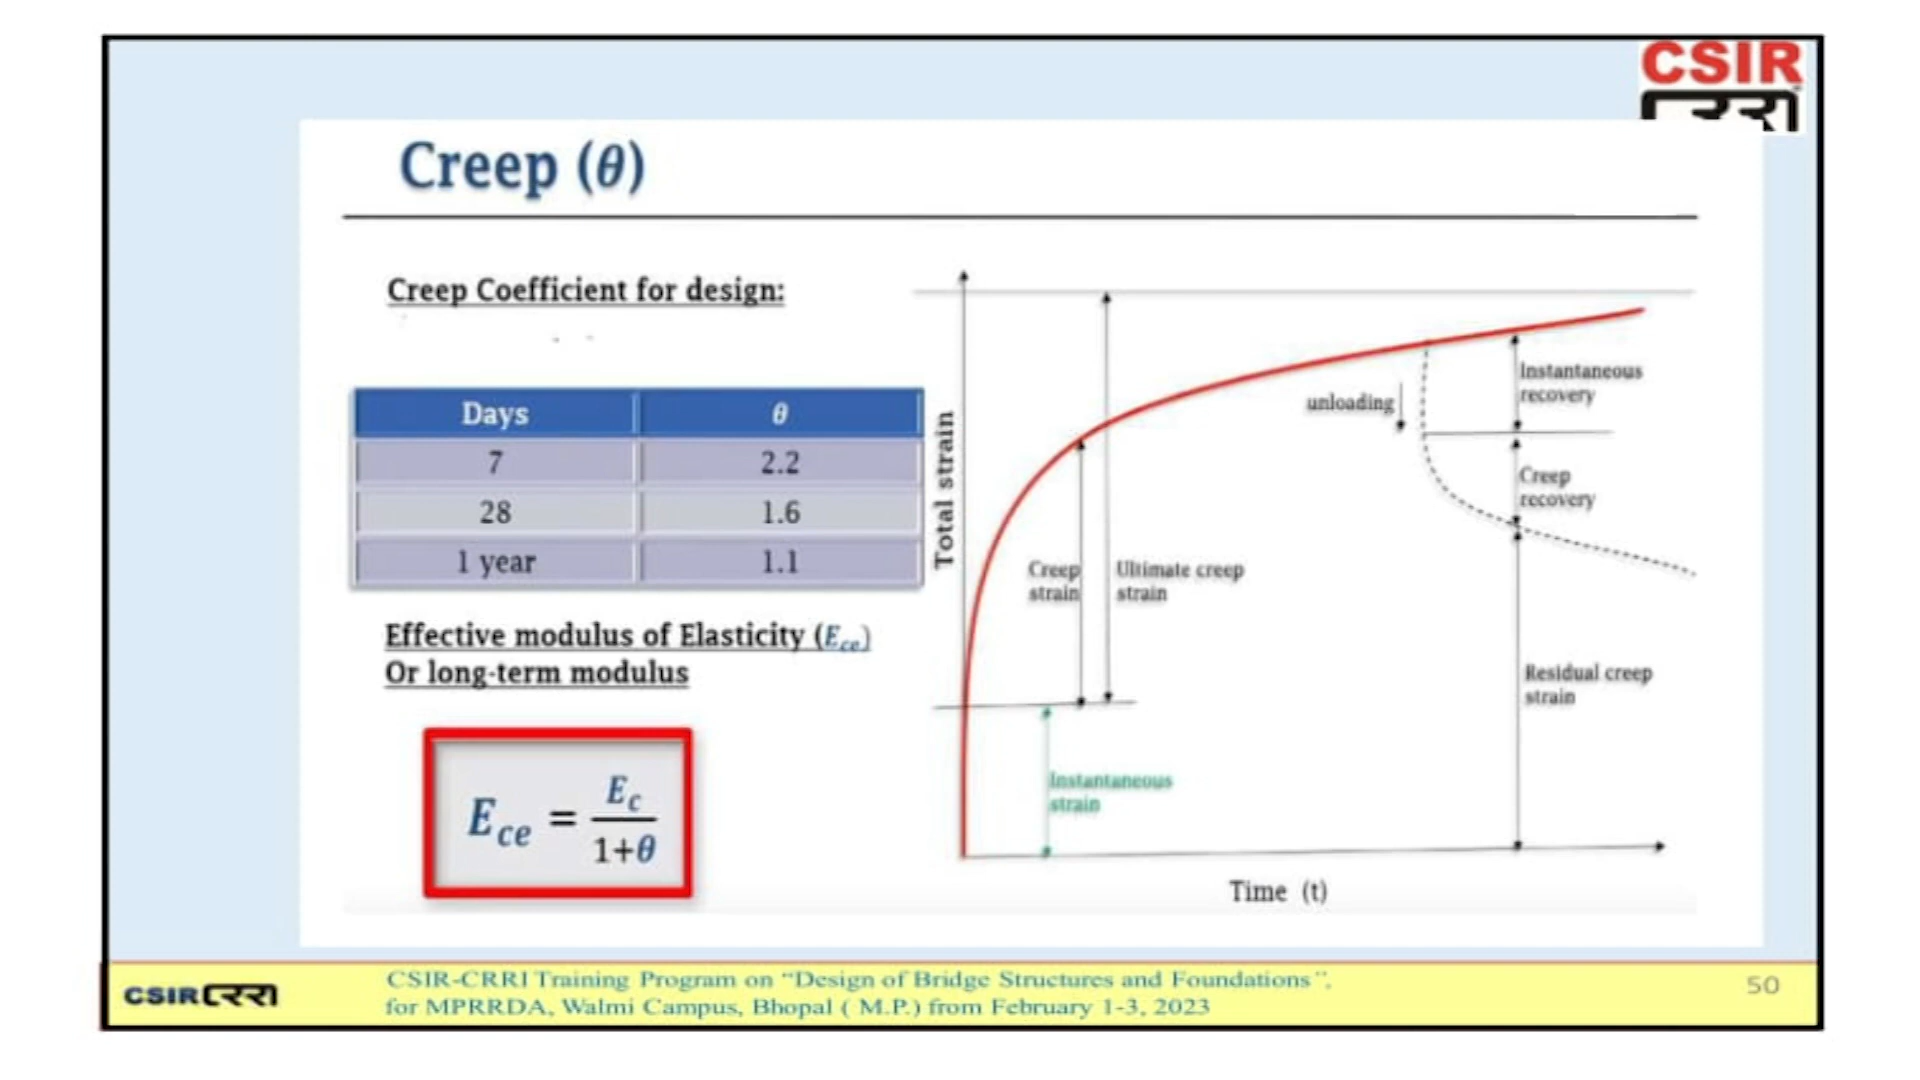 CSIR
Creep (θ)
Creep Coefficient for design:
Days θ
7 2.2
28 1.6
1 year 1.1
Effective modulus of Elasticity (E_ce)
Or long-term modulus
E_ce = E_c / 1+θ
Total strain
Creep
strain
Ultimate creep
strain
Instantaneous
strain
unloading
Instantaneous
recovery
Creep
recovery
Residual creep
strain
Time (t)
CSIR
CSIR-CRRI Training Program on “Design of Bridge Structures and Foundations”.
for MPRRDA, Walmi Campus, Bhopal ( M.P.) from February 1-3, 2023
50